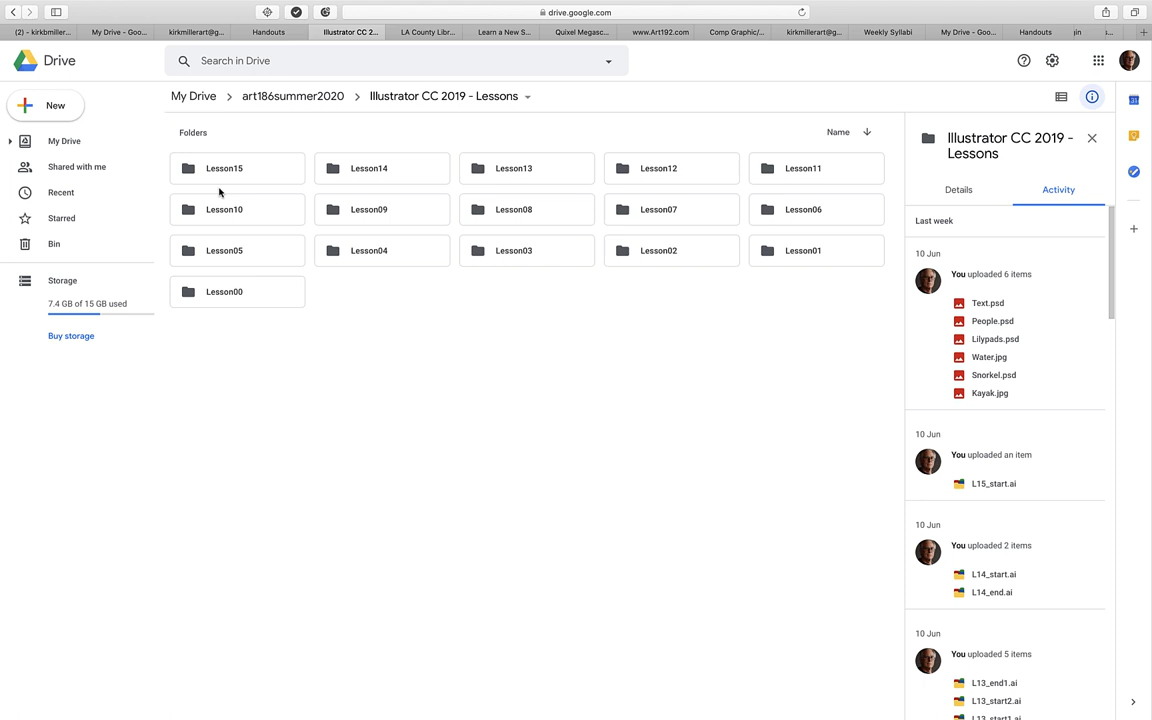 drive.google.com
(2) - kirkbmiller... My Drive - Goo... kirkmillerart@g... Handouts Illustrator CC 2... LA County Libr... Learn a New S... Quixel Megasc... www.Art192.com Comp Graphic/... kirkmillerart@g... Weekly Syllabi My Drive - Goo... Handouts
Drive
Search in Drive
New
My Drive
Shared with me
Recent
Starred
Bin
Storage
7.4 GB of 15 GB used
Buy storage
My Drive art186summer2020 Illustrator CC 2019 - Lessons
Folders Name
Lesson15 Lesson14 Lesson13 Lesson12 Lesson11
Lesson10 Lesson09 Lesson08 Lesson07 Lesson06
Lesson05 Lesson04 Lesson03 Lesson02 Lesson01
Lesson00
Illustrator CC 2019 -
Lessons
Details Activity
Last week
10 Jun
You uploaded 6 items
Text.psd
People.psd
Lilypads.psd
Water.jpg
Snorkel.psd
Kayak.jpg
10 Jun
You uploaded an item
L15_start.ai
10 Jun
You uploaded 2 items
L14_start.ai
L14_end.ai
10 Jun
You uploaded 5 items
L13_end1.ai
L13_start2.ai
L13_start1.ai